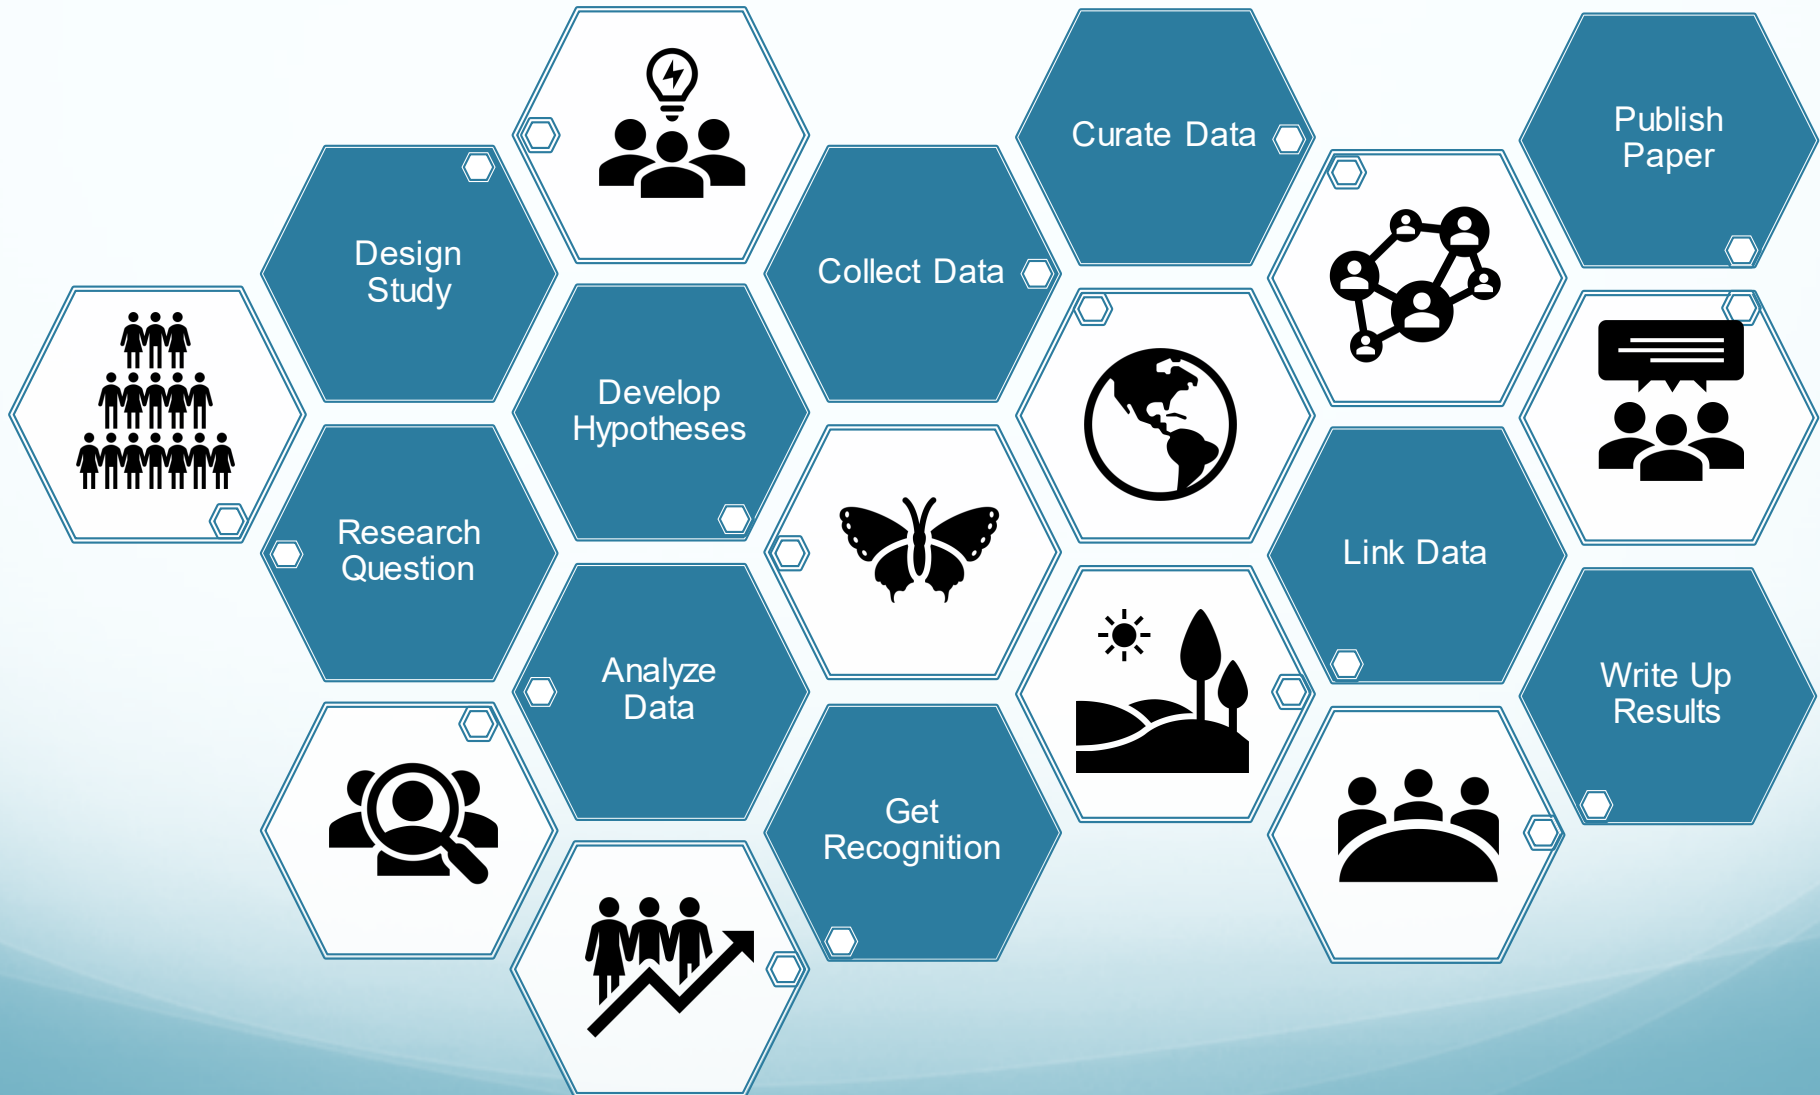 Curate Data
Publish
Paper
Design
Study
Collect Data
Develop
Hypotheses
Research
Question
Link Data
Analyze
Data
Write Up
Results
Get
Recognition